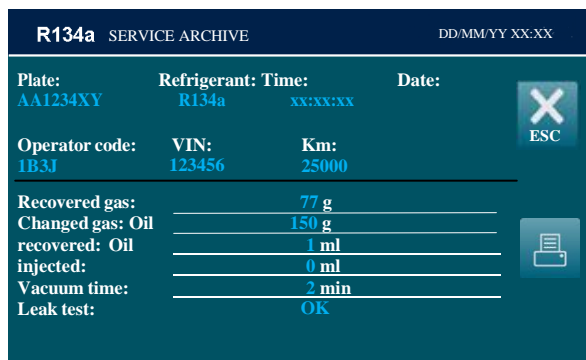 R134a SERVICE ARCHIVE DD/MM/YY XX:XX
Plate: Refrigerant: Time: Date:
AA1234XY R134a xx:xx:xx
ESC
Operator code: VIN: Km:
1B3J 123456 25000
Recovered gas: 77 g
Changed gas: Oil 150 g
recovered: Oil 1 ml
injected: 0 ml
Vacuum time: 2 min
Leak test: OK